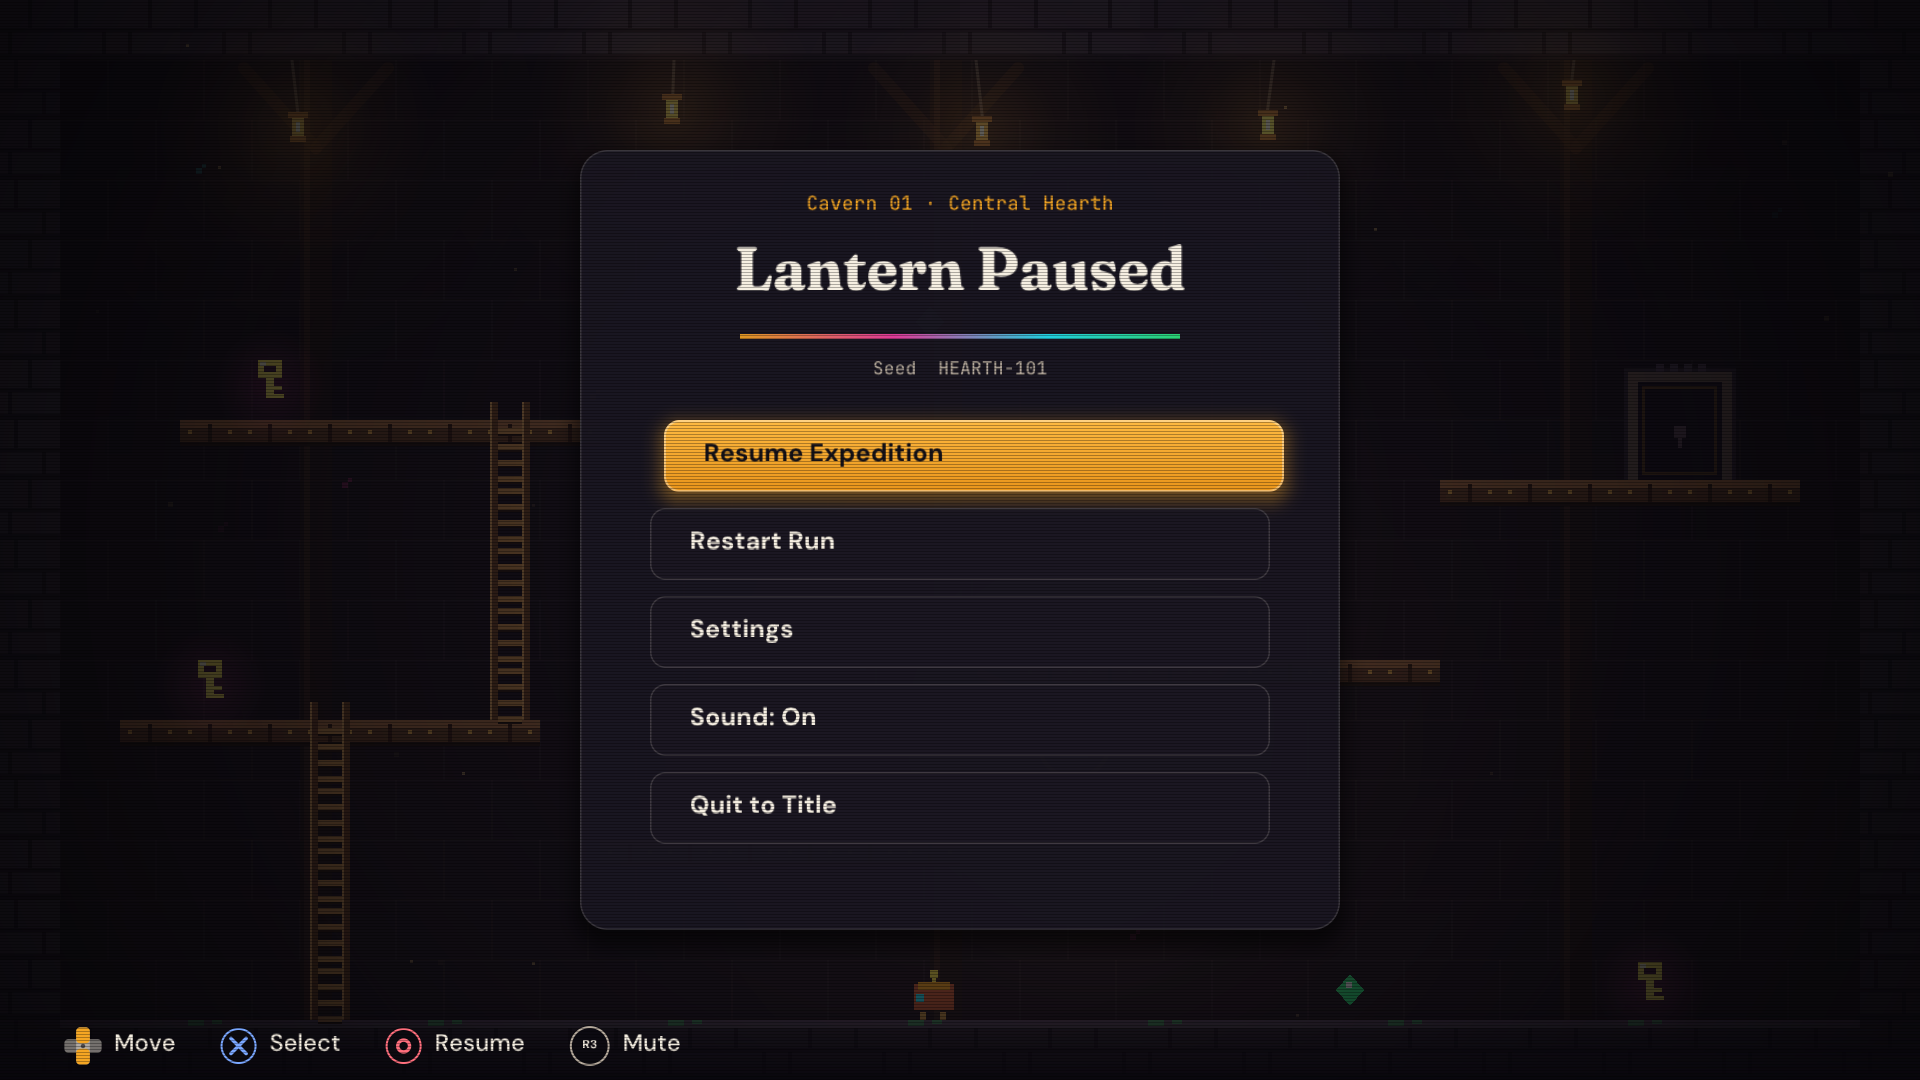 Cavern 01 · Central Hearth
Lantern Paused
Seed HEARTH-101
Resume Expedition
Restart Run
Settings
Sound: On
Quit to Title
Move Select Resume R3 Mute